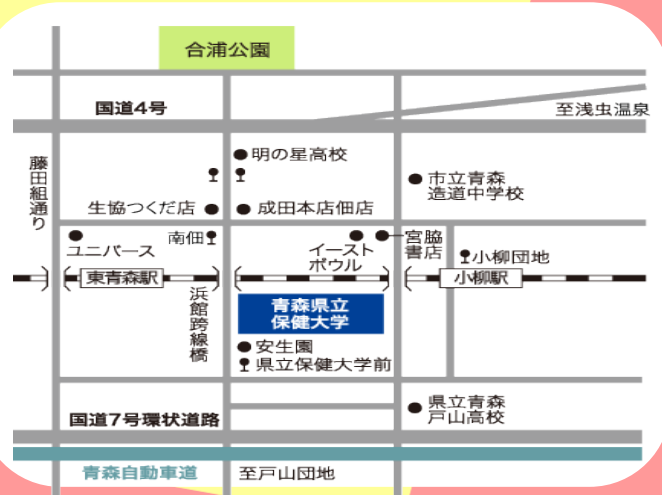 合浦公園
国道4号
至浅虫温泉
明の星高校
藤田組通り
市立青森
造道中学校
生協つくだ店
成田本店佃店
ユニバース
南佃
イースト
ボウル
宮脇
書店
小柳団地
東青森駅
小柳駅
浜館跨線橋
青森県立
保健大学
安生園
県立保健大学前
県立青森
戸山高校
国道7号環状道路
青森自動車道
至戸山団地